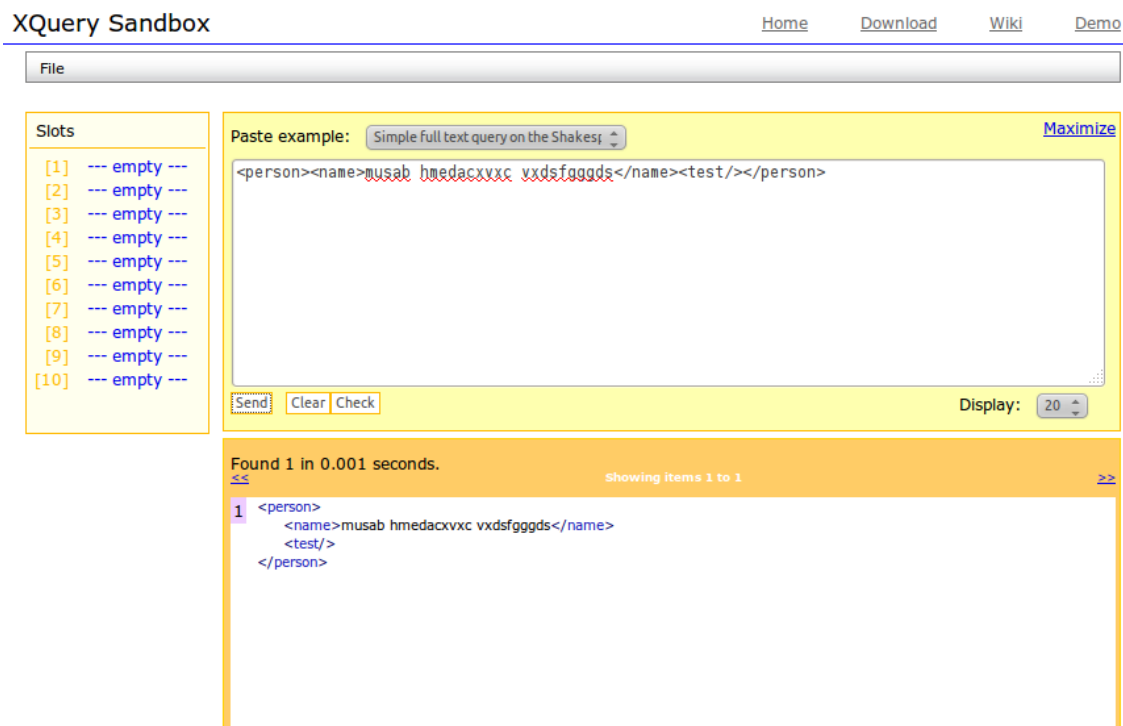 XQuery Sandbox
Home Download Wiki Demo
File
Slots
[1] --- empty ---
[2] --- empty ---
[3] --- empty ---
[4] --- empty ---
[5] --- empty ---
[6] --- empty ---
[7] --- empty ---
[8] --- empty ---
[9] --- empty ---
[10] --- empty ---
Paste example: Simple full text query on the Shakesp
Maximize
<person><name>musab hmedacxvxc vxdsfgggds</name><test/></person>
Send Clear Check
Display: 20
Found 1 in 0.001 seconds.
<< Showing items 1 to 1 >>
1 <person>
<name>musab hmedacxvxc vxdsfgggds</name>
<test/>
</person>